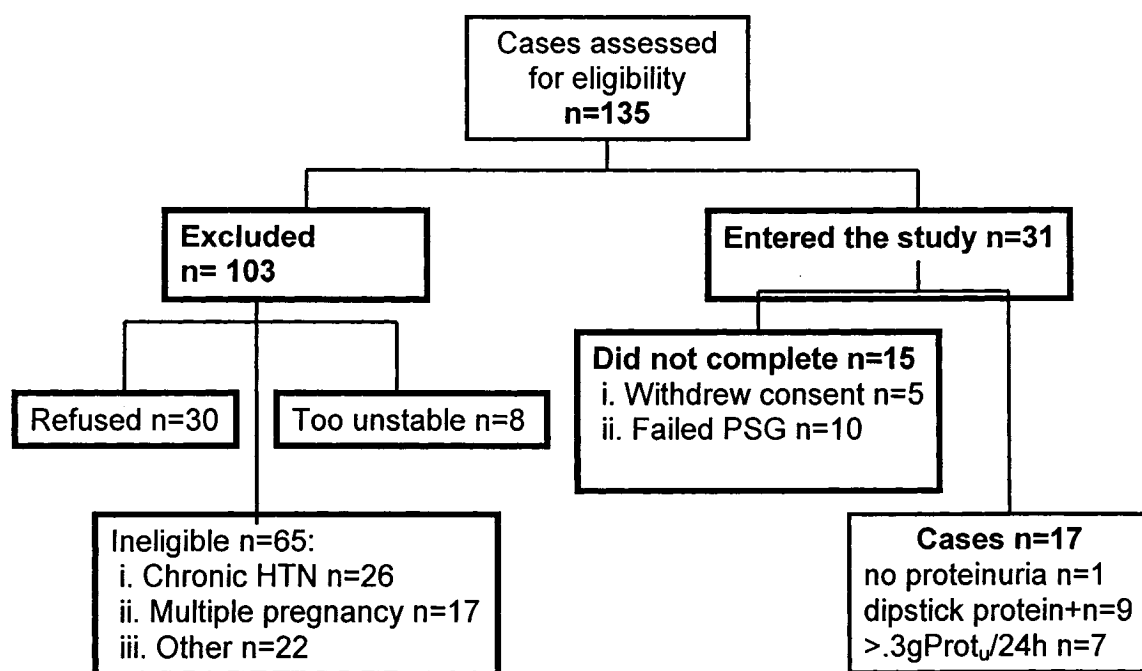 Cases assessed
for eligibility
n=135
Excluded
n= 103
Entered the study n=31
Refused n=30
Too unstable n=8
Did not complete n=15
i. Withdrew consent n=5
ii. Failed PSG n=10
Ineligible n=65:
i. Chronic HTN n=26
ii. Multiple pregnancy n=17
iii. Other n=22
Cases n=17
no proteinuria n=1
dipstick protein+n=9
>.3gProtᵤ/24h n=7